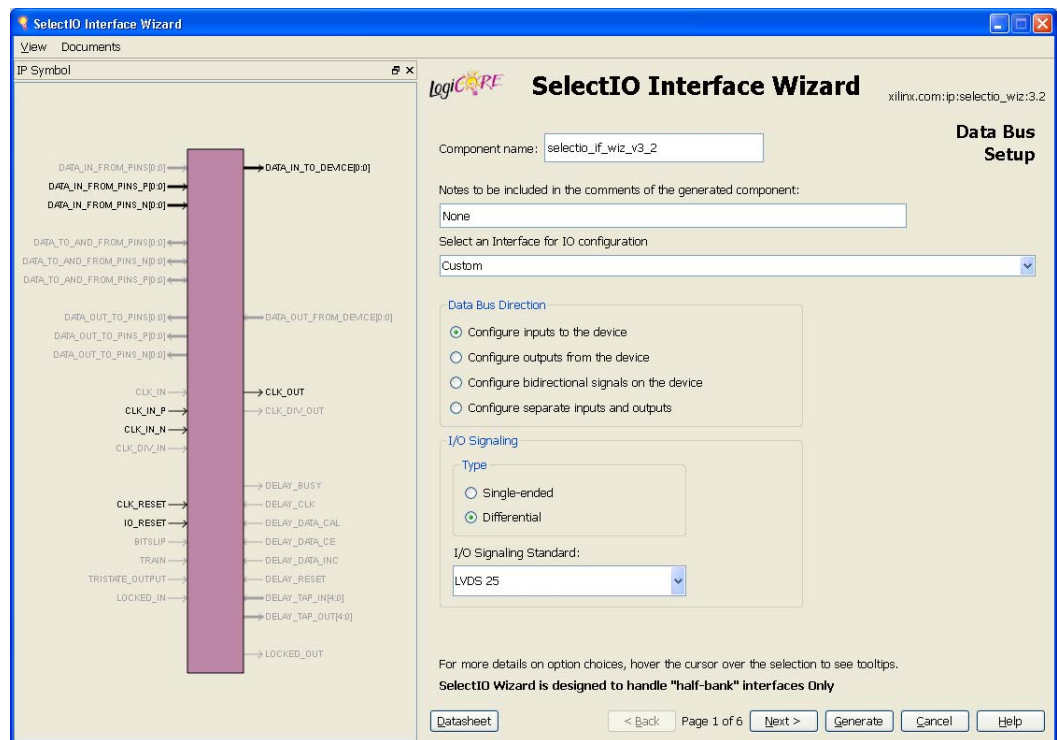 SelectIO Interface Wizard
View Documents
IP Symbol
DATA_IN_FROM_PINS[0:0]
DATA_IN_TO_DEVICE[0:0]
DATA_IN_FROM_PINS_P[0:0]
DATA_IN_FROM_PINS_N[0:0]
DATA_TO_AND_FROM_PINS[0:0]
DATA_TO_AND_FROM_PINS_N[0:0]
DATA_TO_AND_FROM_PINS_P[0:0]
DATA_OUT_TO_PINS[0:0]
DATA_OUT_FROM_DEVICE[0:0]
DATA_OUT_TO_PINS_P[0:0]
DATA_OUT_TO_PINS_N[0:0]
CLK_IN
CLK_OUT
CLK_IN_P
CLK_DIV_OUT
CLK_IN_N
CLK_DIV_IN
DELAY_BUSY
CLK_RESET
DELAY_CLK
IO_RESET
DELAY_DATA_CAL
BITSLIP
DELAY_DATA_CE
TRAIN
DELAY_DATA_INC
TRISTATE_OUTPUT
DELAY_RESET
LOCKED_IN
DELAY_TAP_IN[4:0]
DELAY_TAP_OUT[4:0]
LOCKED_OUT
LogiCORE
SelectIO Interface Wizard
xilinx.com:ip:selectio_wiz:3.2
Data Bus
Setup
Component name: selectio_if_wiz_v3_2
Notes to be included in the comments of the generated component:
None
Select an Interface for IO configuration
Custom
Data Bus Direction
Configure inputs to the device
Configure outputs from the device
Configure bidirectional signals on the device
Configure separate inputs and outputs
I/O Signaling
Type
Single-ended
Differential
I/O Signaling Standard:
LVDS 25
For more details on option choices, hover the cursor over the selection to see tooltips.
SelectIO Wizard is designed to handle "half-bank" interfaces Only
Datasheet
< Back Page 1 of 6 Next > Generate Cancel Help